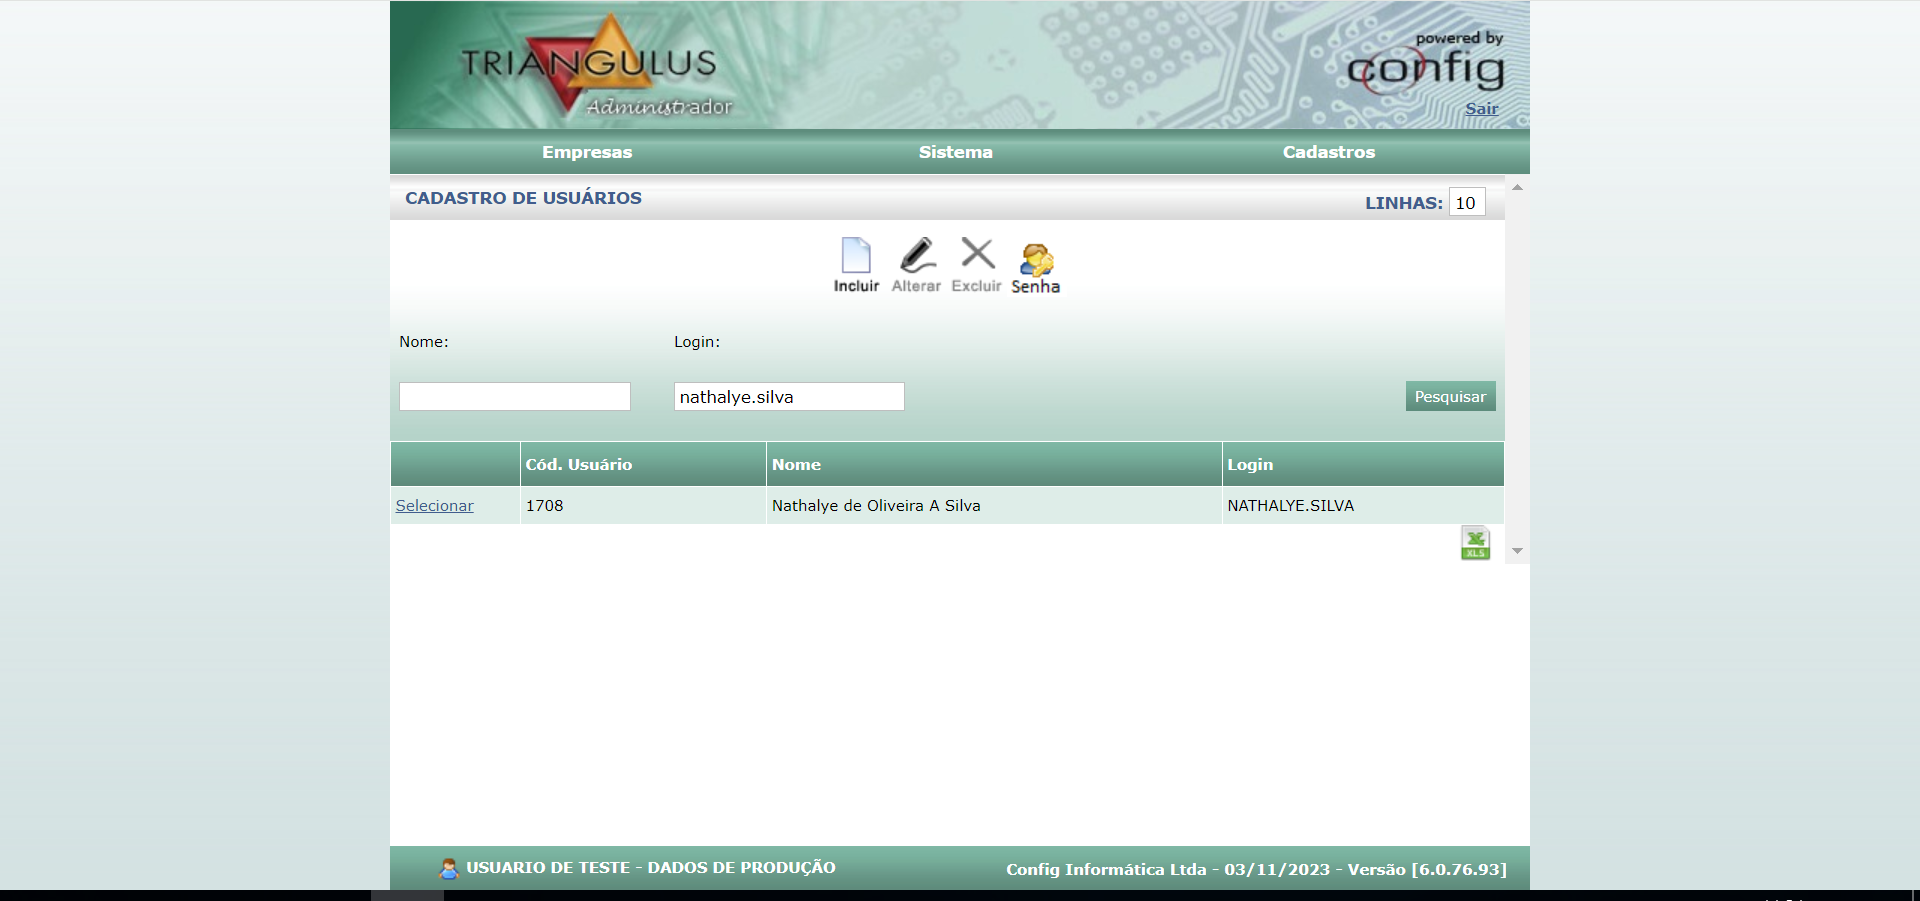 TRIANGULUS
Administrador
powered by
config
Sair
Empresas Sistema Cadastros
CADASTRO DE USUÁRIOS
LINHAS: 10
Incluir Alterar Excluir Senha
Nome: Login:
nathalye.silva
Pesquisar
Cód. Usuário Nome Login
Selecionar 1708 Nathalye de Oliveira A Silva NATHALYE.SILVA
XLS
USUARIO DE TESTE - DADOS DE PRODUÇÃO
Config Informática Ltda - 03/11/2023 - Versão [6.0.76.93]